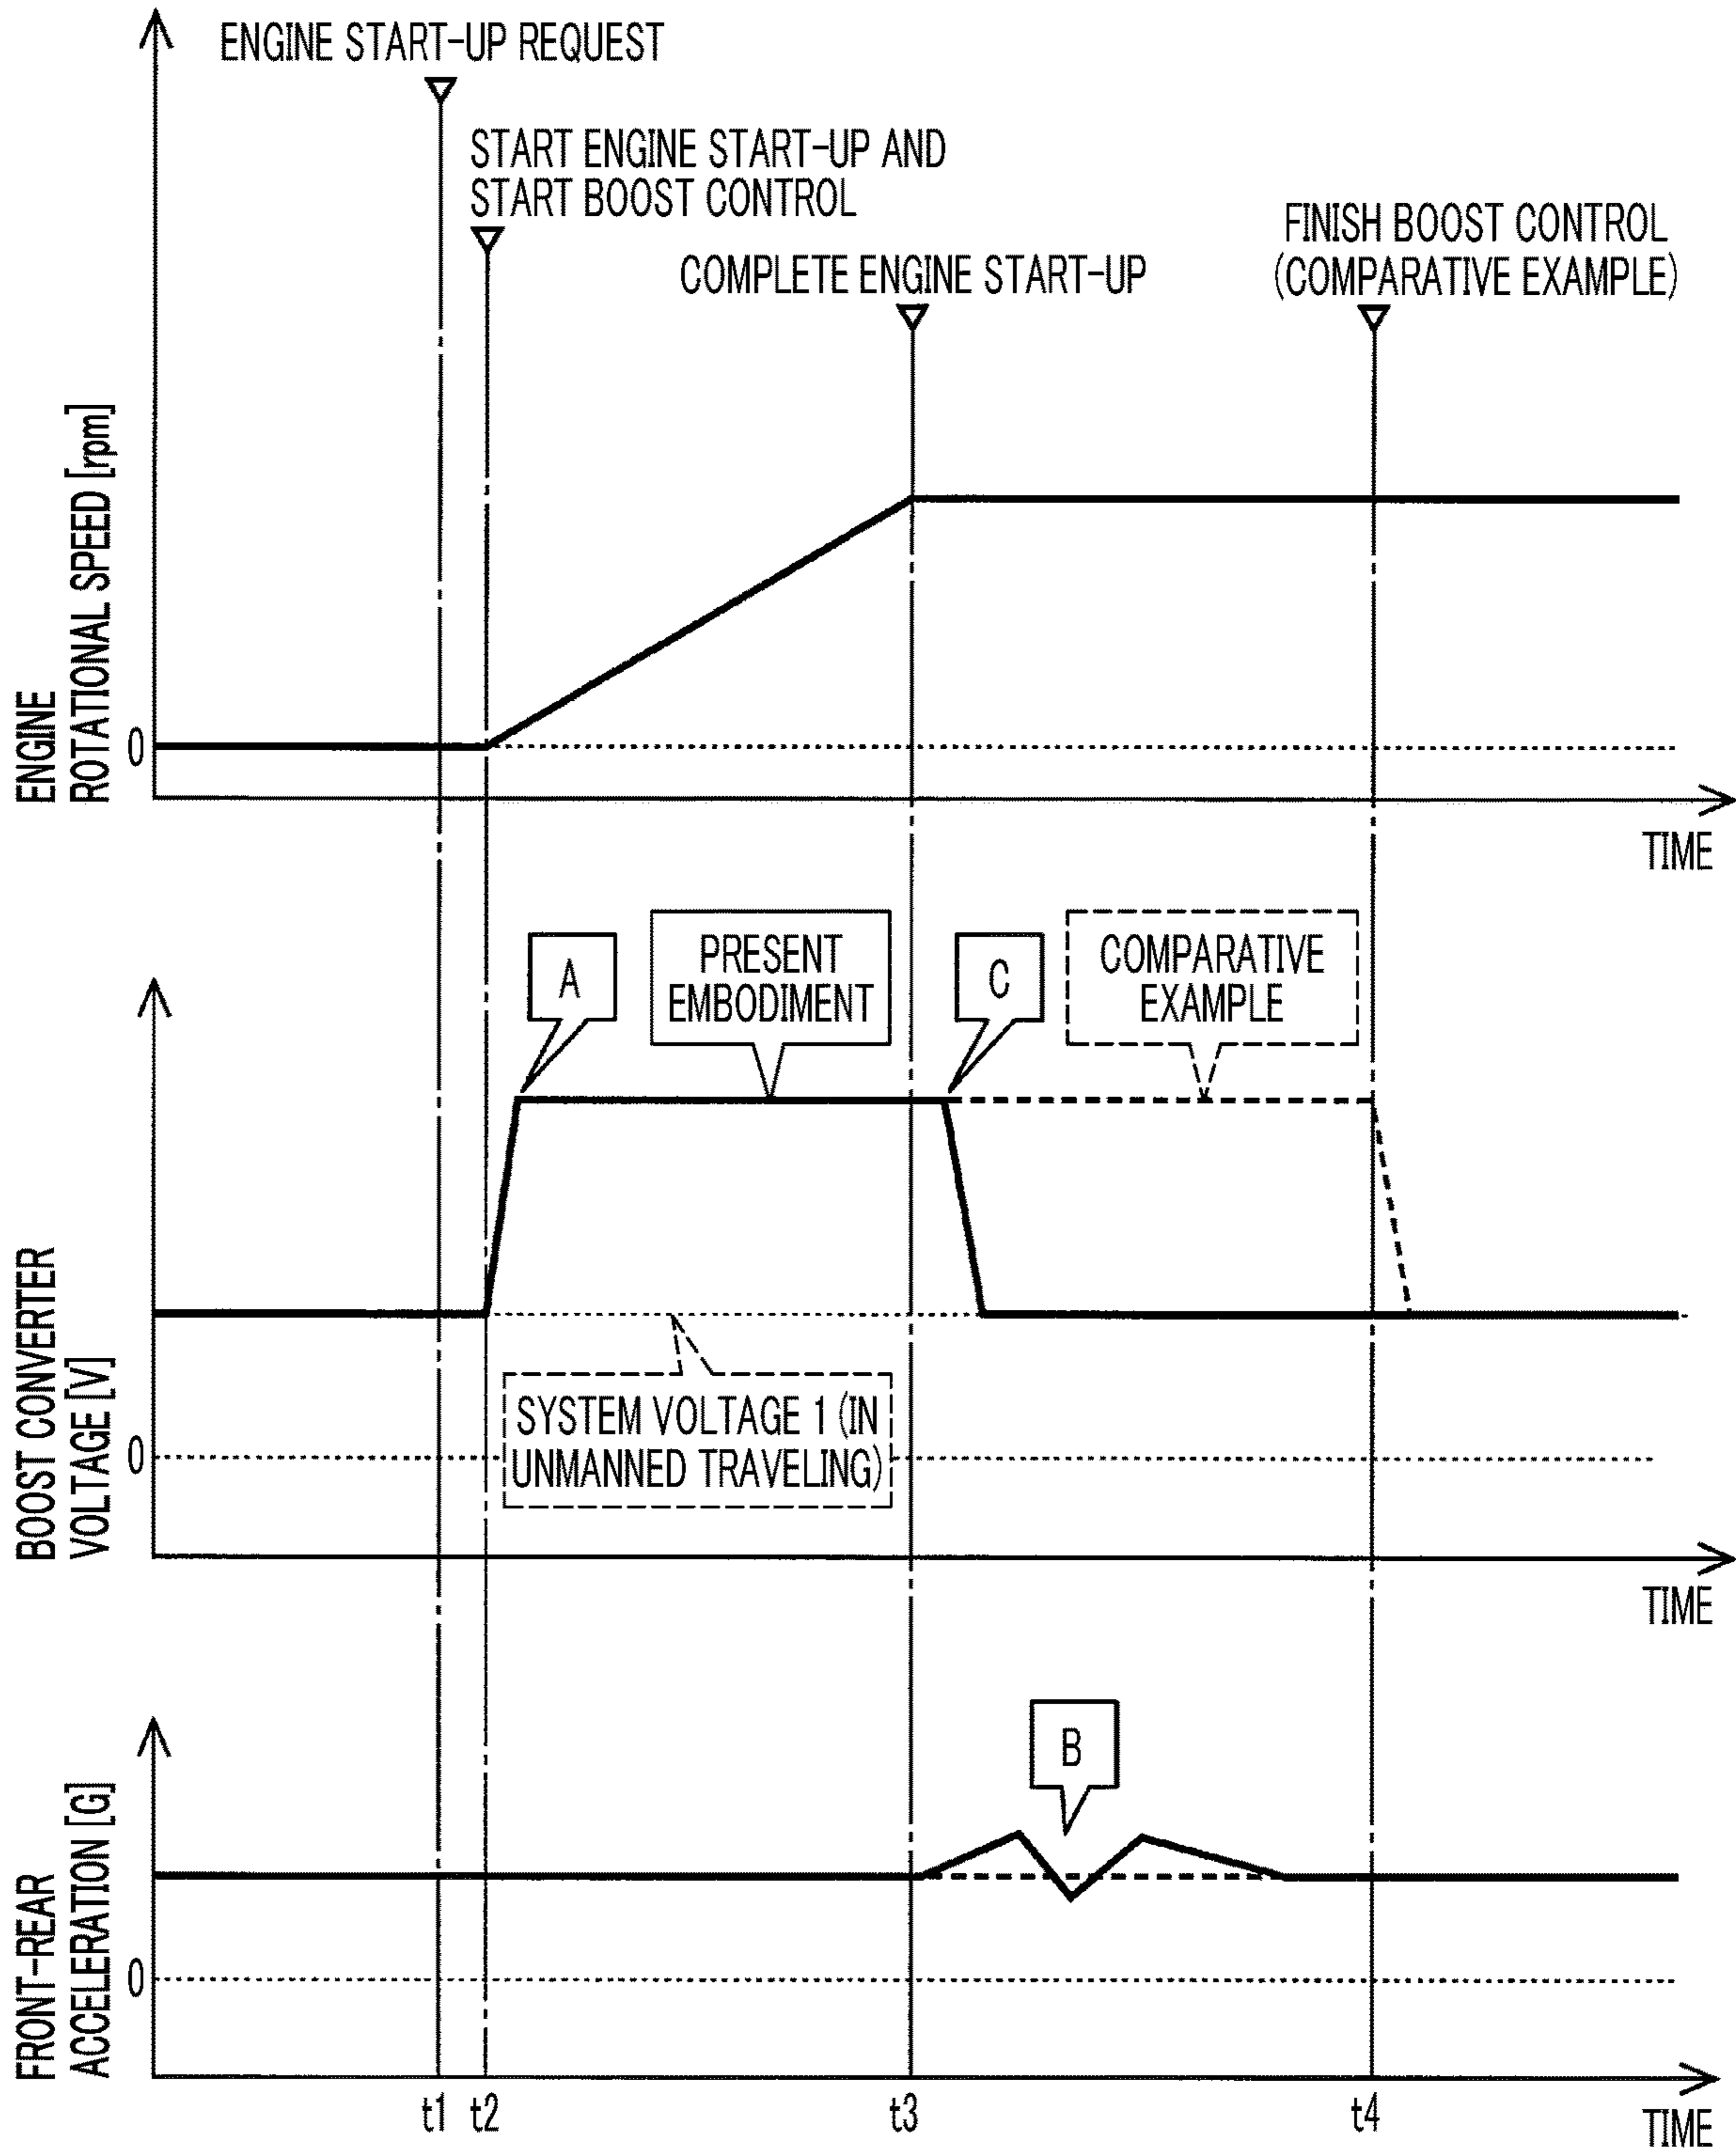 ENGINE START-UP REQUEST
START ENGINE START-UP AND
START BOOST CONTROL
COMPLETE ENGINE START-UP
FINISH BOOST CONTROL
(COMPARATIVE EXAMPLE)
ENGINE
ROTATIONAL SPEED [rpm]
0
TIME
A
PRESENT
EMBODIMENT
C
COMPARATIVE
EXAMPLE
BOOST CONVERTER
VOLTAGE [V]
SYSTEM VOLTAGE 1 (IN
UNMANNED TRAVELING)
0
TIME
B
FRONT-REAR
ACCELERATION [G]
0
t1 t2 t3 t4
TIME